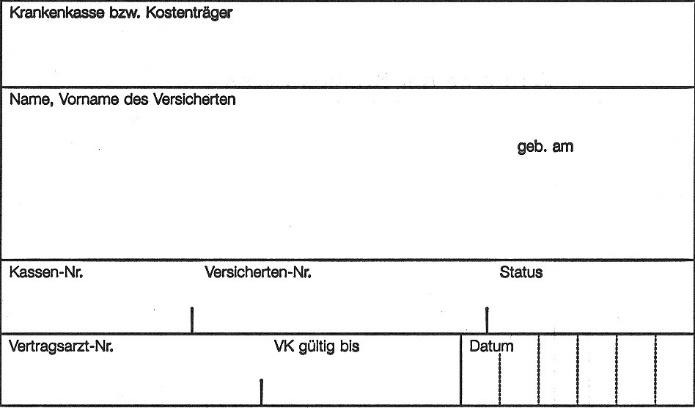 Krankenkasse bzw. Kostenträger
Name, Vorname des Versicherten
geb. am
Kassen-Nr. Versicherten-Nr. Status
Vertragsarzt-Nr. VK gültig bis Datum